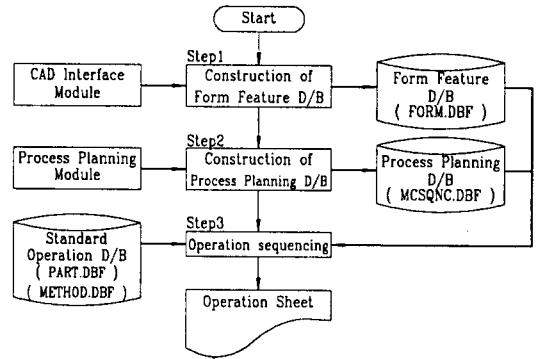 Start
Step1
CAD Interface
Module
Construction of
Form Feature D/B
Form Feature
D/B
( FORM.DBF )
Step2
Process Planning
Module
Construction of
Process Planning D/B
Process Planning
D/B
( MCSQNC.DBF )
Step3
Standard
Operation D/B
( PART.DBF )
( METHOD.DBF )
Operation sequencing
Operation Sheet